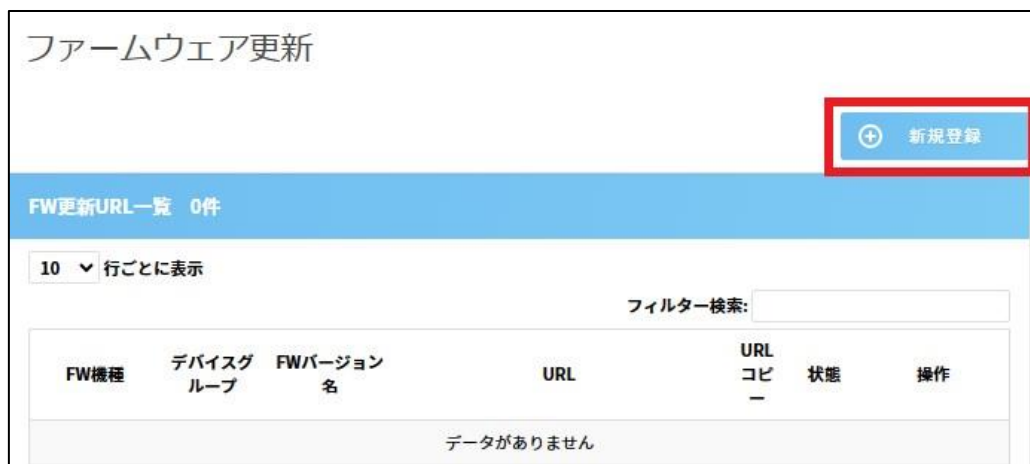 ファームウェア更新
新規登録
FW更新URL一覧 0件
10 行ごとに表示
フィルター検索:
FW機種 デバイスグループ FWバージョン名 URL URLコピー 状態 操作
データがありません